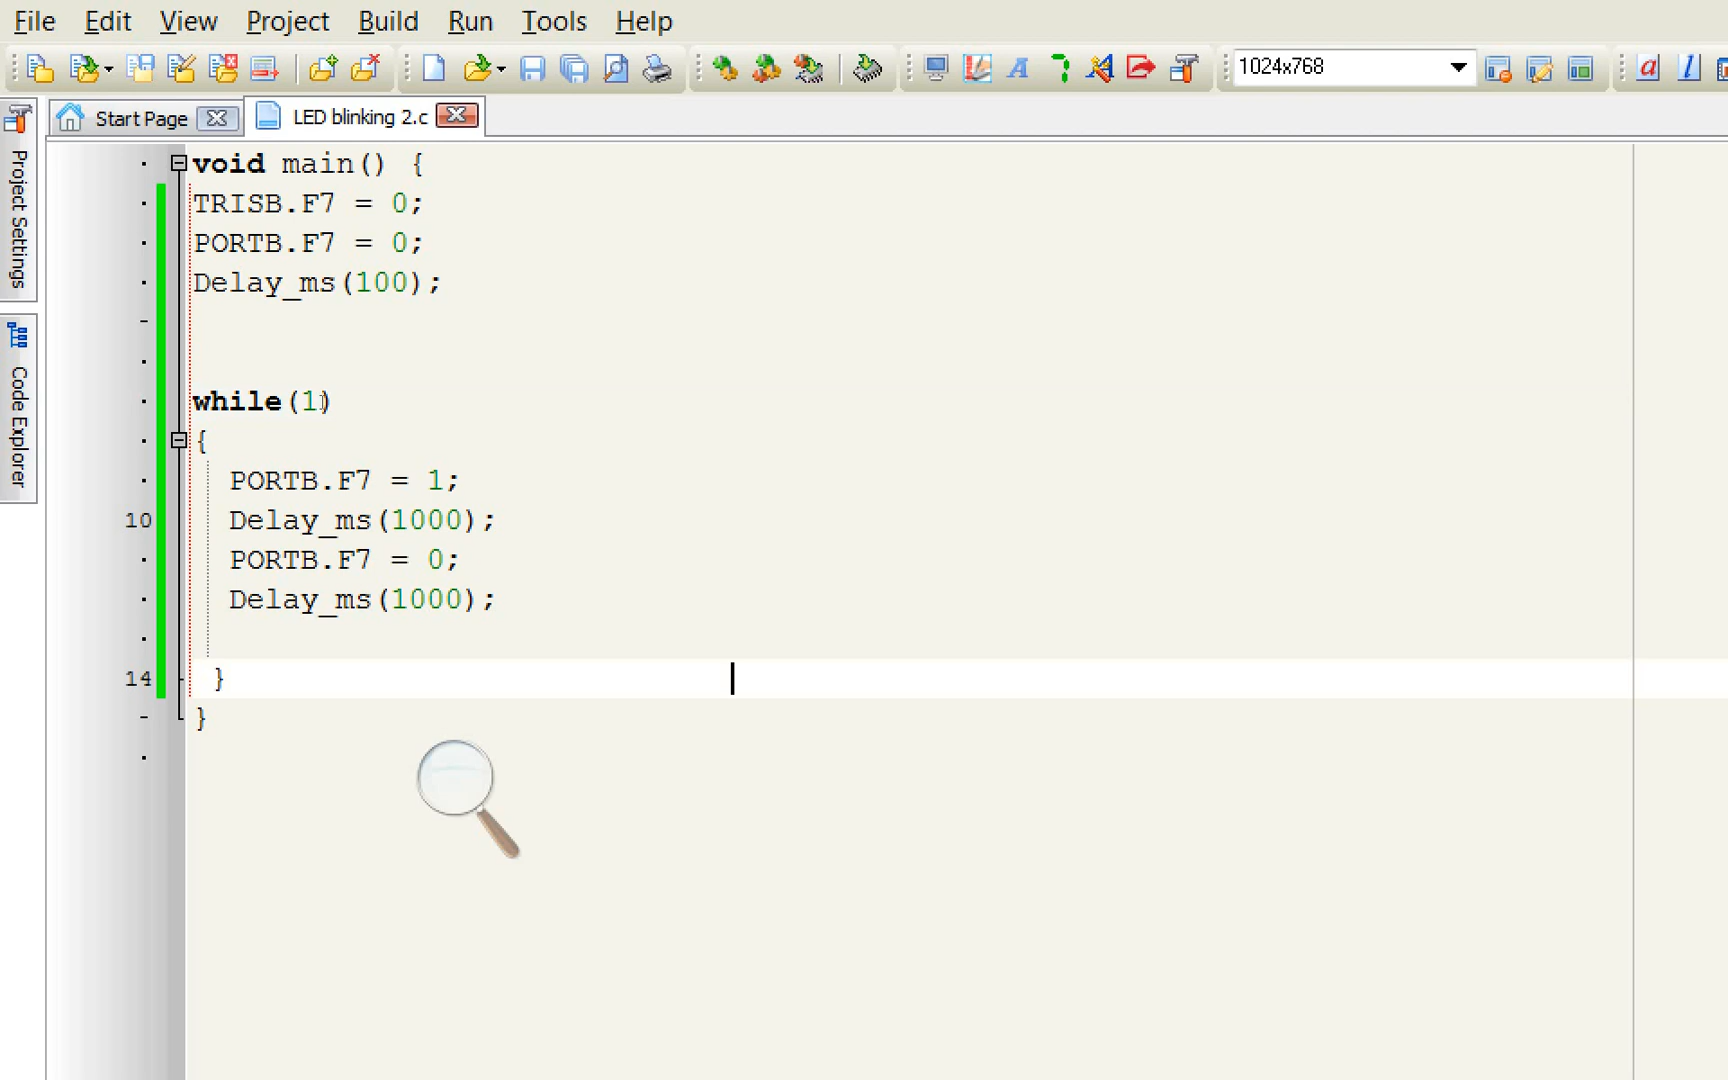 File Edit View Project Build Run Tools Help
1024x768
Start Page
LED blinking 2.c
Project Settings
Code Explorer
void main() {
TRISB.F7 = 0;
PORTB.F7 = 0;
Delay_ms(100);
while(1)
{
PORTB.F7 = 1;
10 Delay_ms(1000);
PORTB.F7 = 0;
Delay_ms(1000);
14 }
}